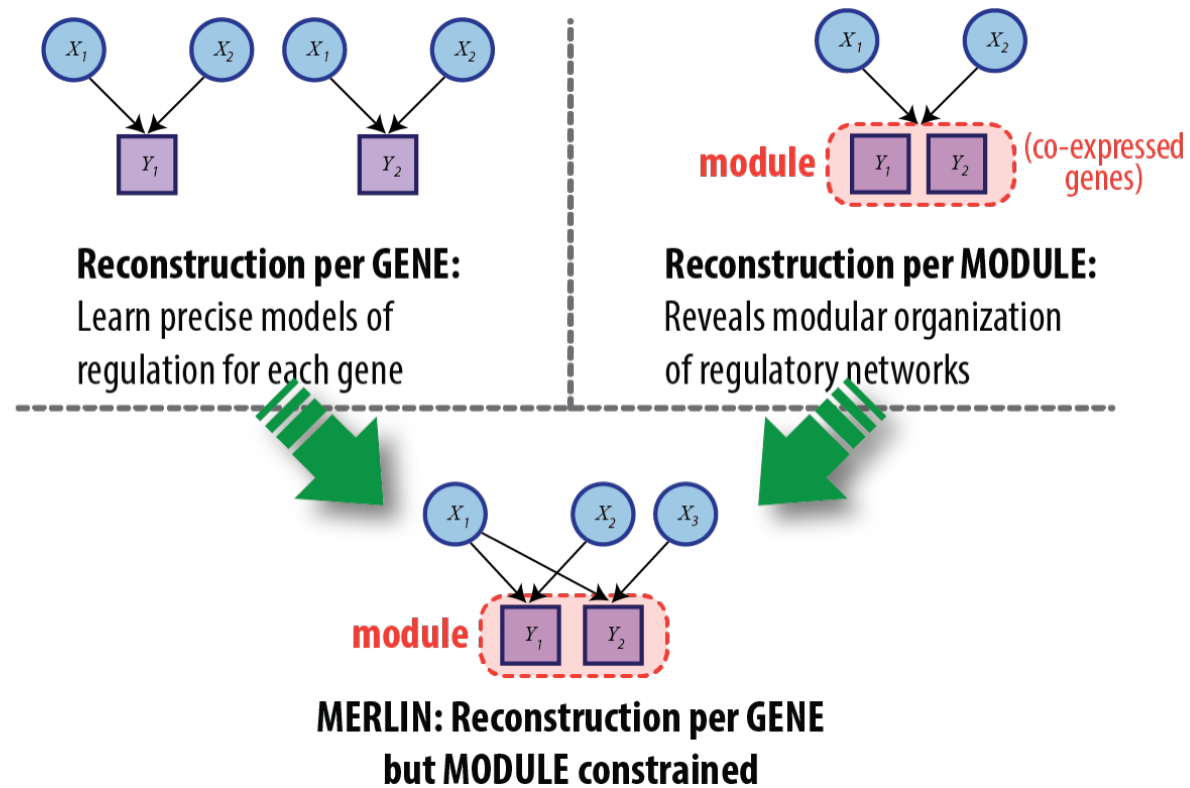 X1 X2 X1 X2
Y1 Y2
Reconstruction per GENE:
Learn precise models of
regulation for each gene
X1 X2
module Y1 Y2 (co-expressed
genes)
Reconstruction per MODULE:
Reveals modular organization
of regulatory networks
X1 X2 X3
module Y1 Y2
MERLIN: Reconstruction per GENE
but MODULE constrained